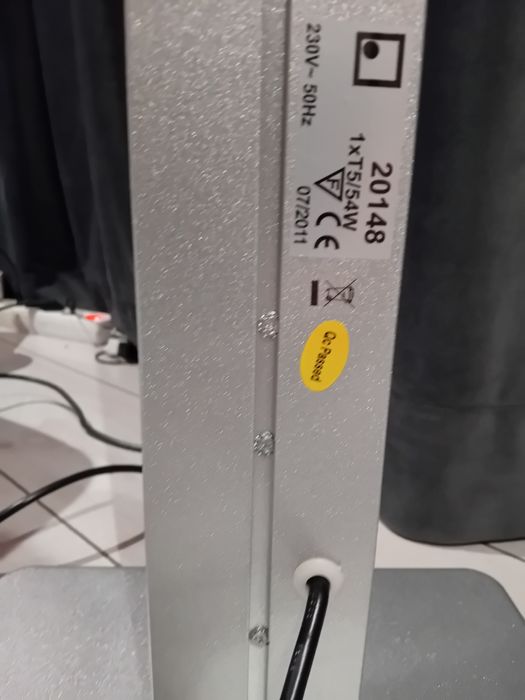 20148
1xT5/54W
F CE
230V~ 50Hz
07/2011
Qc Passed